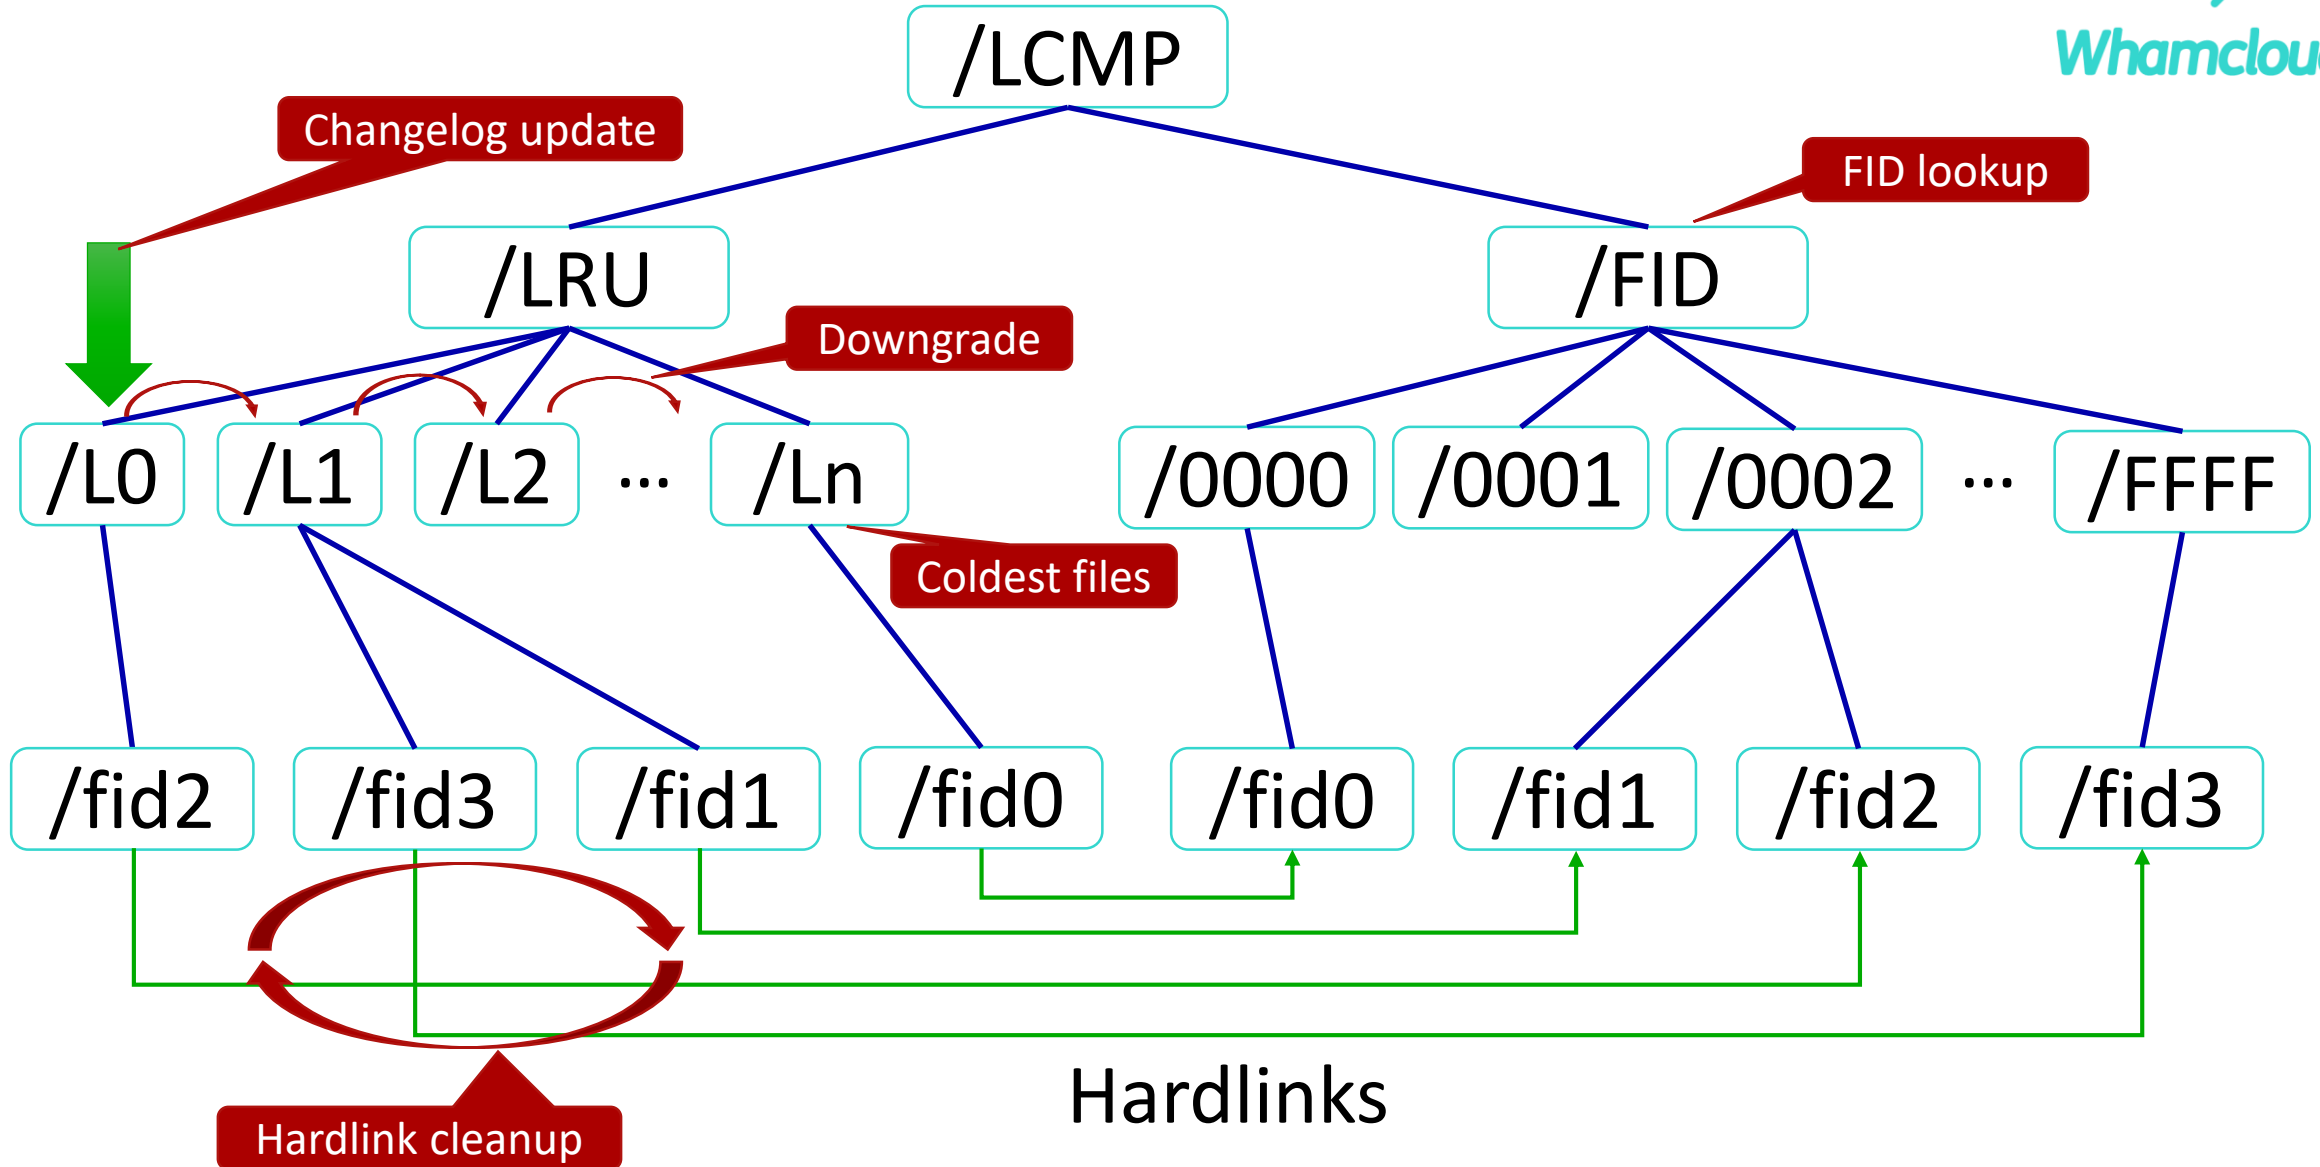 /LCMP
Whamclou
Changelog update
FID lookup
/LRU
/FID
Downgrade
/L0
/L1
/L2
...
/Ln
/0000
/0001
/0002
...
/FFFF
Coldest files
/fid2
/fid3
/fid1
/fid0
/fid0
/fid1
/fid2
/fid3
Hardlinks
Hardlink cleanup